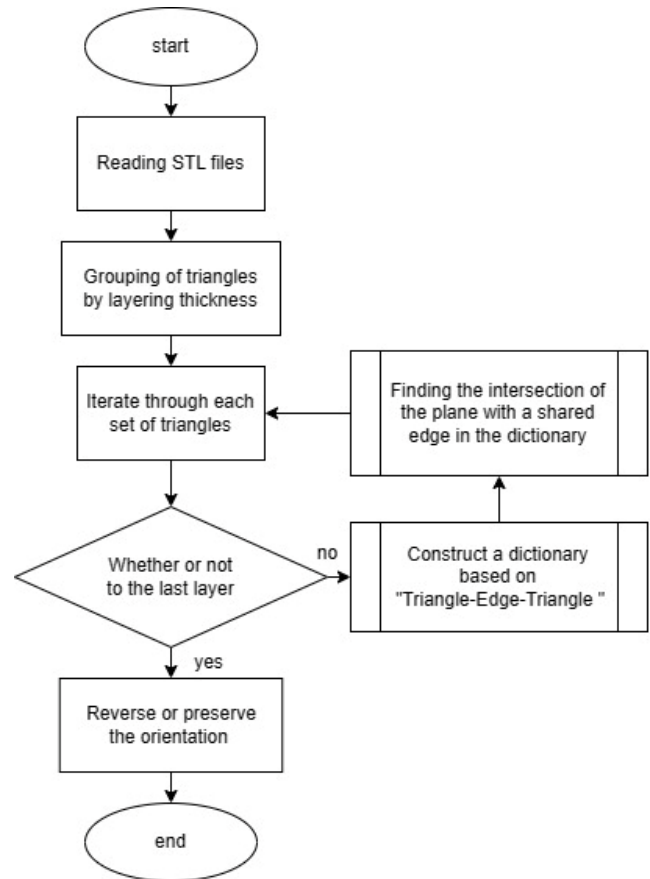 start
Reading STL files
Grouping of triangles
by layering thickness
Iterate through each
set of triangles
Finding the intersection of
the plane with a shared
edge in the dictionary
Whether or not
to the last layer
no
Construct a dictionary
based on
"Triangle-Edge-Triangle "
yes
Reverse or preserve
the orientation
end